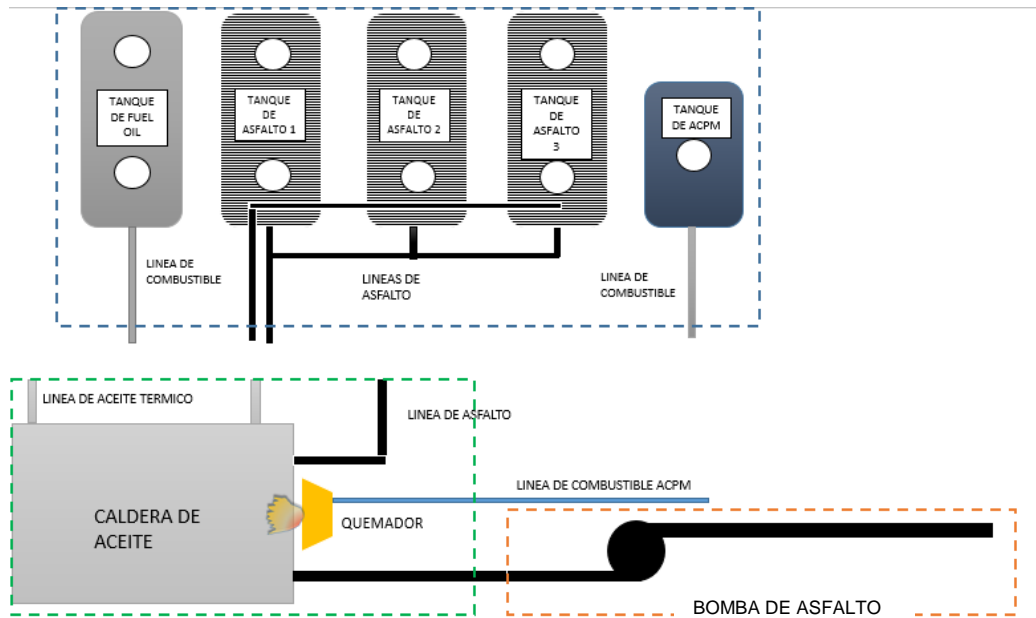 TANQUE
DE FUEL
OIL
TANQUE
DE
ASFALTO 1
TANQUE
DE
ASFALTO 2
TANQUE
DE
ASFALTO
3
TANQUE
DE ACPM
LINEA DE
COMBUSTIBLE
LINEAS DE
ASFALTO
LINEA DE
COMBUSTIBLE
LINEA DE ACEITE TERMICO
LINEA DE ASFALTO
LINEA DE COMBUSTIBLE ACPM
CALDERA DE
ACEITE
QUEMADOR
BOMBA DE ASFALTO